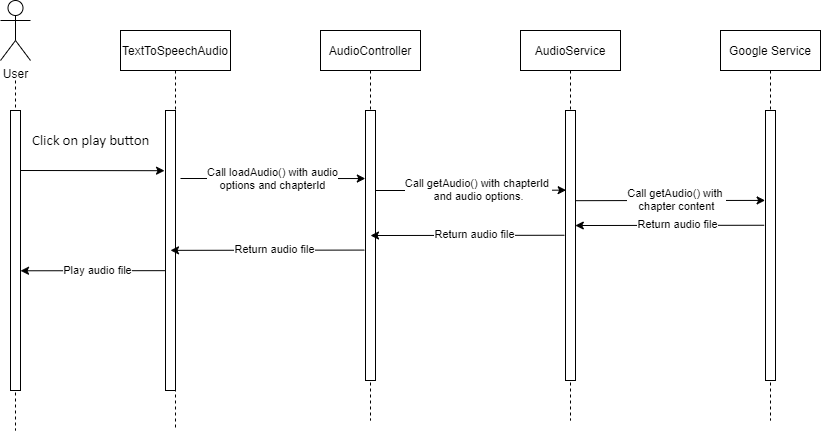 User
TextToSpeechAudio
AudioController
AudioService
Google Service
Click on play button
Call loadAudio() with audio
options and chapterId
Call getAudio() with chapterId
and audio options.
Call getAudio() with
chapter content
Return audio file
Return audio file
Return audio file
Play audio file